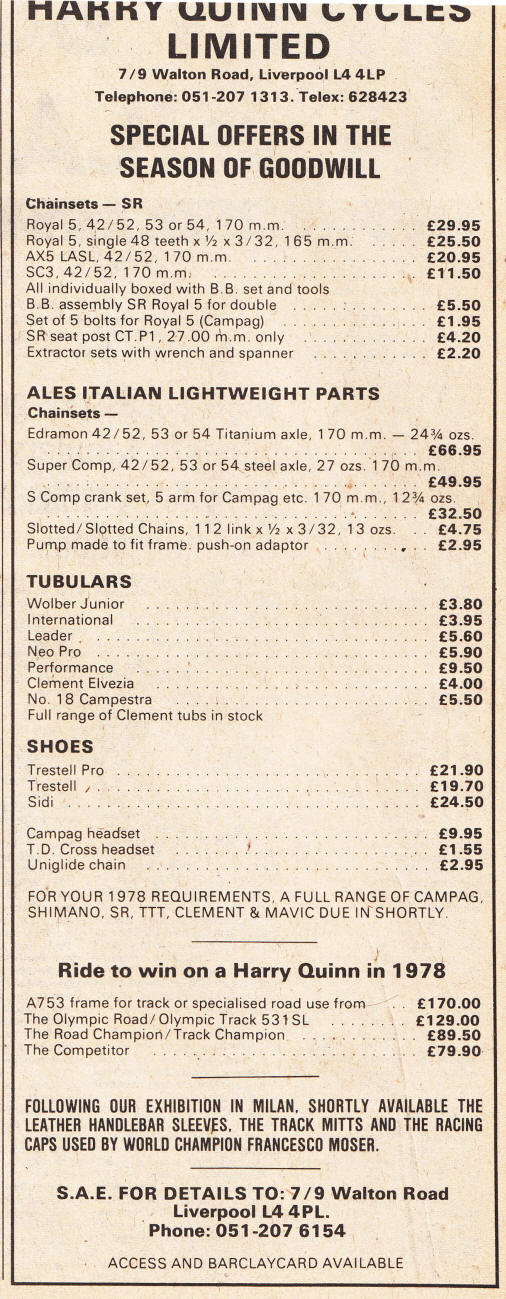 HARRY QUINN CYCLES
LIMITED
7/9 Walton Road, Liverpool L4 4LP
Telephone: 051-207 1313. Telex: 628423
SPECIAL OFFERS IN THE
SEASON OF GOODWILL
Chainsets — SR
Royal 5, 42/52, 53 or 54, 170 m.m. . . . . . . . . . . £29.95
Royal 5, single 48 teeth x ½ x 3/32, 165 m.m. . . . . . £25.50
AX5 LASL, 42/52, 170 m.m. . . . . . . . . . . . £20.95
SC3, 42/52, 170 m.m. . . . . . . . . . . . £11.50
All individually boxed with B.B. set and tools
B.B. assembly SR Royal 5 for double . . . . . . . . . . £5.50
Set of 5 bolts for Royal 5 (Campag) . . . . . . . . . . £1.95
SR seat post CT.P1, 27.00 m.m. only . . . . . . . . . . £4.20
Extractor sets with wrench and spanner . . . . . . . . £2.20
ALES ITALIAN LIGHTWEIGHT PARTS
Chainsets —
Edramon 42/52, 53 or 54 Titanium axle, 170 m.m. — 24¾ ozs.
. . . . . . . . . . £66.95
Super Comp, 42/52, 53 or 54 steel axle, 27 ozs. 170 m.m.
. . . . . . . . . . £49.95
S Comp crank set, 5 arm for Campag etc. 170 m.m., 12¾ ozs.
. . . . . . . . . . £32.50
Slotted/Slotted Chains, 112 link x ½ x 3/32, 13 ozs. . . £4.75
Pump made to fit frame. push-on adaptor . . . . . . . . £2.95
TUBULARS
Wolber Junior . . . . . . . . . . £3.80
International . . . . . . . . . . £3.95
Leader . . . . . . . . . . £5.60
Neo Pro . . . . . . . . . . £5.90
Performance . . . . . . . . . . £9.50
Clement Elvezia . . . . . . . . . . £4.00
No. 18 Campestra . . . . . . . . . . £5.50
Full range of Clement tubs in stock
SHOES
Trestell Pro . . . . . . . . . . £21.90
Trestell . . . . . . . . . . £19.70
Sidi . . . . . . . . . . £24.50
Campag headset . . . . . . . . . . £9.95
T.D. Cross headset . . . . . . . . . . £1.55
Uniglide chain . . . . . . . . . . £2.95
FOR YOUR 1978 REQUIREMENTS, A FULL RANGE OF CAMPAG,
SHIMANO, SR, TTT, CLEMENT & MAVIC DUE IN SHORTLY.
Ride to win on a Harry Quinn in 1978
A753 frame for track or specialised road use from . . £170.00
The Olympic Road/Olympic Track 531SL . . . . . . . £129.00
The Road Champion/Track Champion . . . . . . . . . £89.50
The Competitor . . . . . . . . . . £79.90
FOLLOWING OUR EXHIBITION IN MILAN, SHORTLY AVAILABLE THE
LEATHER HANDLEBAR SLEEVES, THE TRACK MITTS AND THE RACING
CAPS USED BY WORLD CHAMPION FRANCESCO MOSER.
S.A.E. FOR DETAILS TO: 7/9 Walton Road
Liverpool L4 4PL.
Phone: 051-207 6154
ACCESS AND BARCLAYCARD AVAILABLE